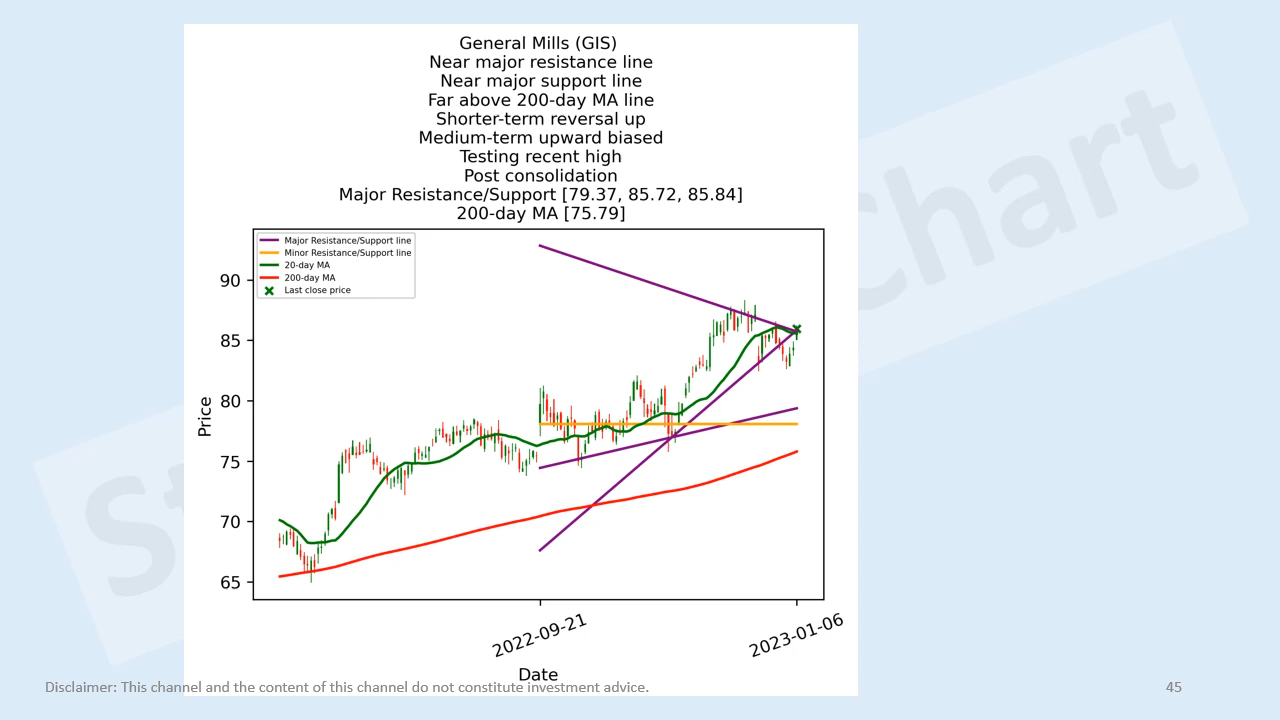 General Mills (GIS)
Near major resistance line
Near major support line
Far above 200-day MA line
Shorter-term reversal up
Medium-term upward biased
Testing recent high
Post consolidation
Major Resistance/Support [79.37, 85.72, 85.84]
200-day MA [75.79]
Major Resistance/Support line
Minor Resistance/Support line
20-day MA
200-day MA
Last close price
90
85
80
75
70
65
Price
2022-09-21
2023-01-06
Date
Disclaimer: This channel and the content of this channel do not constitute investment advice.
45